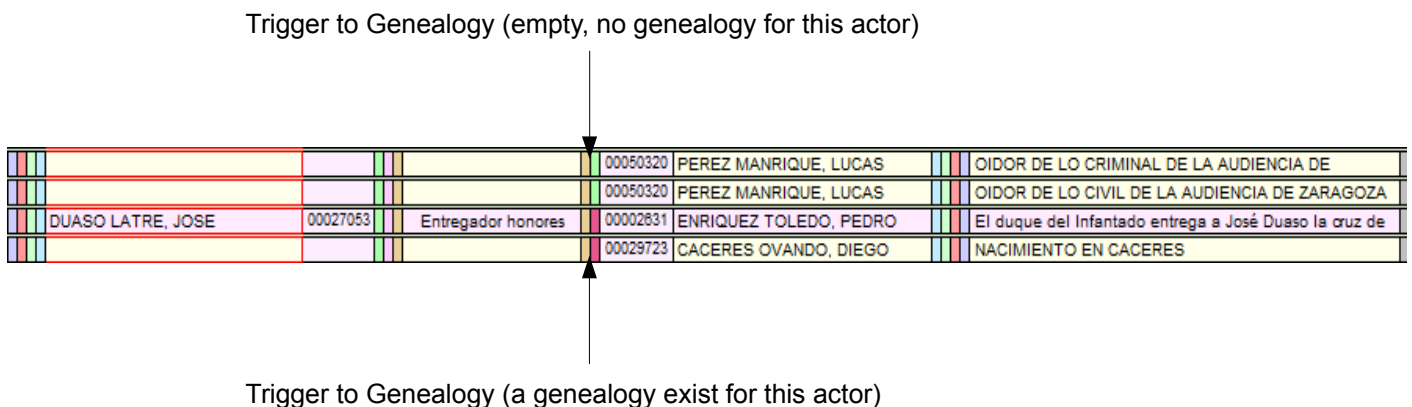 Trigger to Genealogy (empty, no genealogy for this actor)
00050320 PEREZ MANRIQUE, LUCAS OIDOR DE LO CRIMINAL DE LA AUDIENCIA DE
00050320 PEREZ MANRIQUE, LUCAS OIDOR DE LO CIVIL DE LA AUDIENCIA DE ZARAGOZA
DUASO LATRE, JOSE 00027053 Entregador honores 00002631 ENRIQUEZ TOLEDO, PEDRO El duque del Infantado entrega a José Duaso la cruz de
00029723 CACERES OVANDO, DIEGO NACIMIENTO EN CACERES
Trigger to Genealogy (a genealogy exist for this actor)